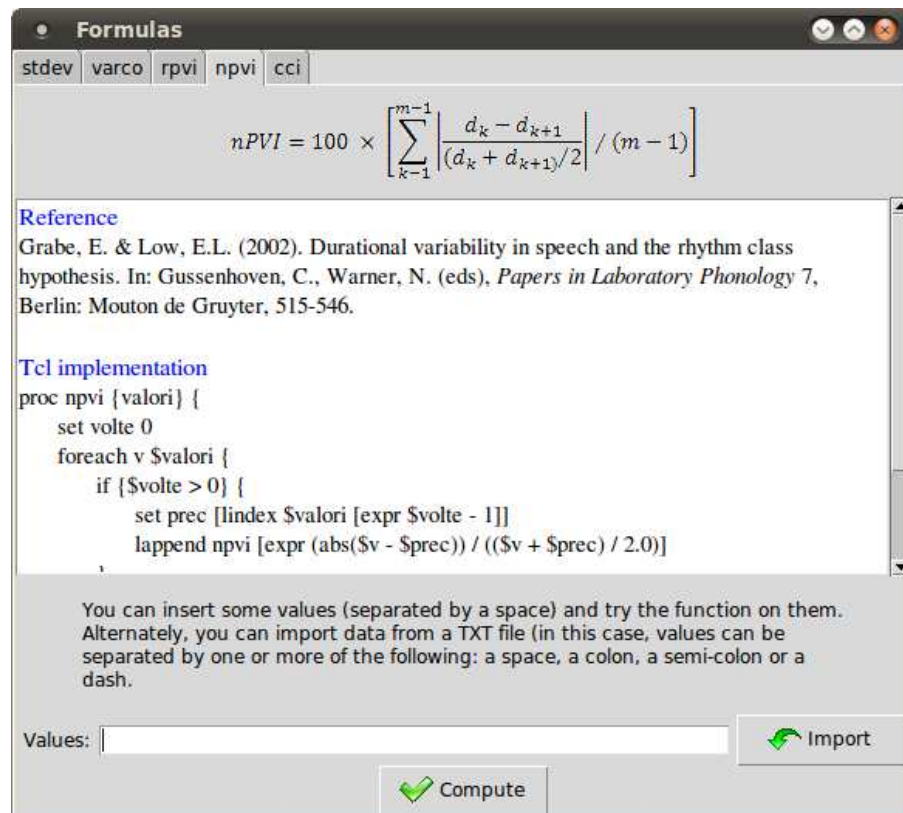 Formulas
stdev varco rpvi npvi cci
nPVI = 100 × [∑_{k-1}^{m-1} | (d_k − d_{k+1}) / ((d_k + d_{k+1)}/2) | / (m − 1)]
Reference
Grabe, E. & Low, E.L. (2002). Durational variability in speech and the rhythm class
hypothesis. In: Gussenhoven, C., Warner, N. (eds), Papers in Laboratory Phonology 7,
Berlin: Mouton de Gruyter, 515-546.
Tcl implementation
proc npvi {valori} {
set volte 0
foreach v $valori {
if {$volte > 0} {
set prec [lindex $valori [expr $volte - 1]]
lappend npvi [expr (abs($v - $prec)) / (($v + $prec) / 2.0)]
You can insert some values (separated by a space) and try the function on them.
Alternately, you can import data from a TXT file (in this case, values can be
separated by one or more of the following: a space, a colon, a semi-colon or a
dash.
Values:
Import
Compute